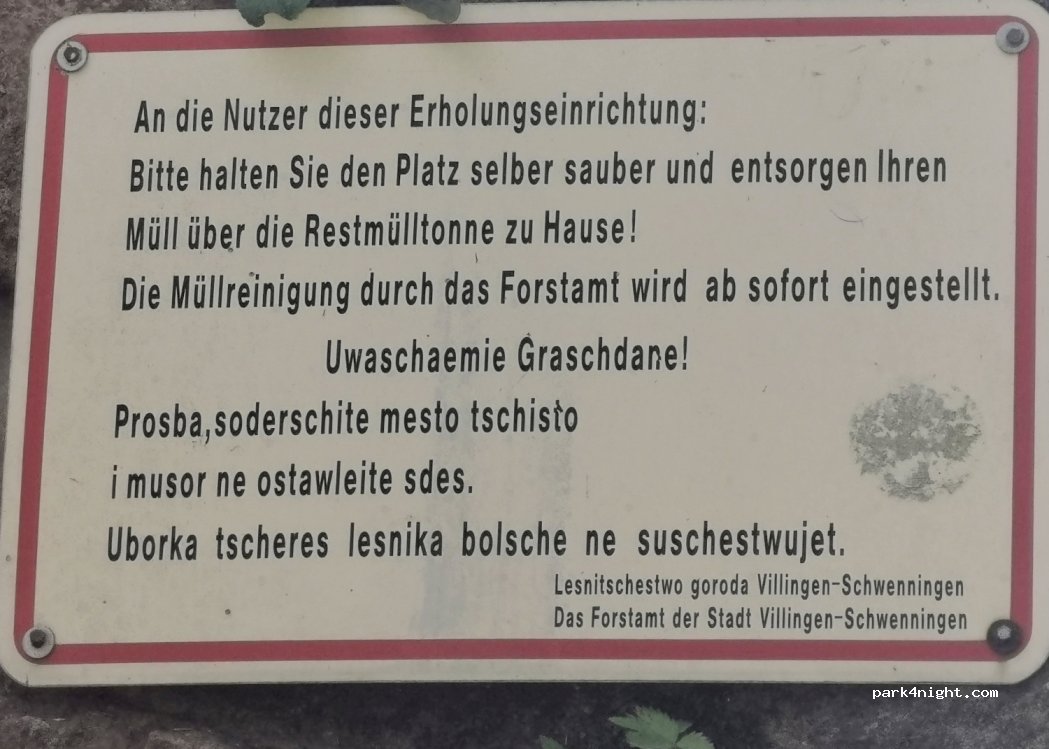 An die Nutzer dieser Erholungseinrichtung:
Bitte halten Sie den Platz selber sauber und entsorgen Ihren
Müll über die Restmülltonne zu Hause!
Die Müllreinigung durch das Forstamt wird ab sofort eingestellt.
Uwaschaemie Graschdane!
Prosba,soderschite mesto tschisto
i musor ne ostawleite sdes.
Uborka tscheres lesnika bolsche ne suschestwujet.
Lesnitschestwo goroda Villingen-Schwenningen
Das Forstamt der Stadt Villingen-Schwenningen
park4night.com